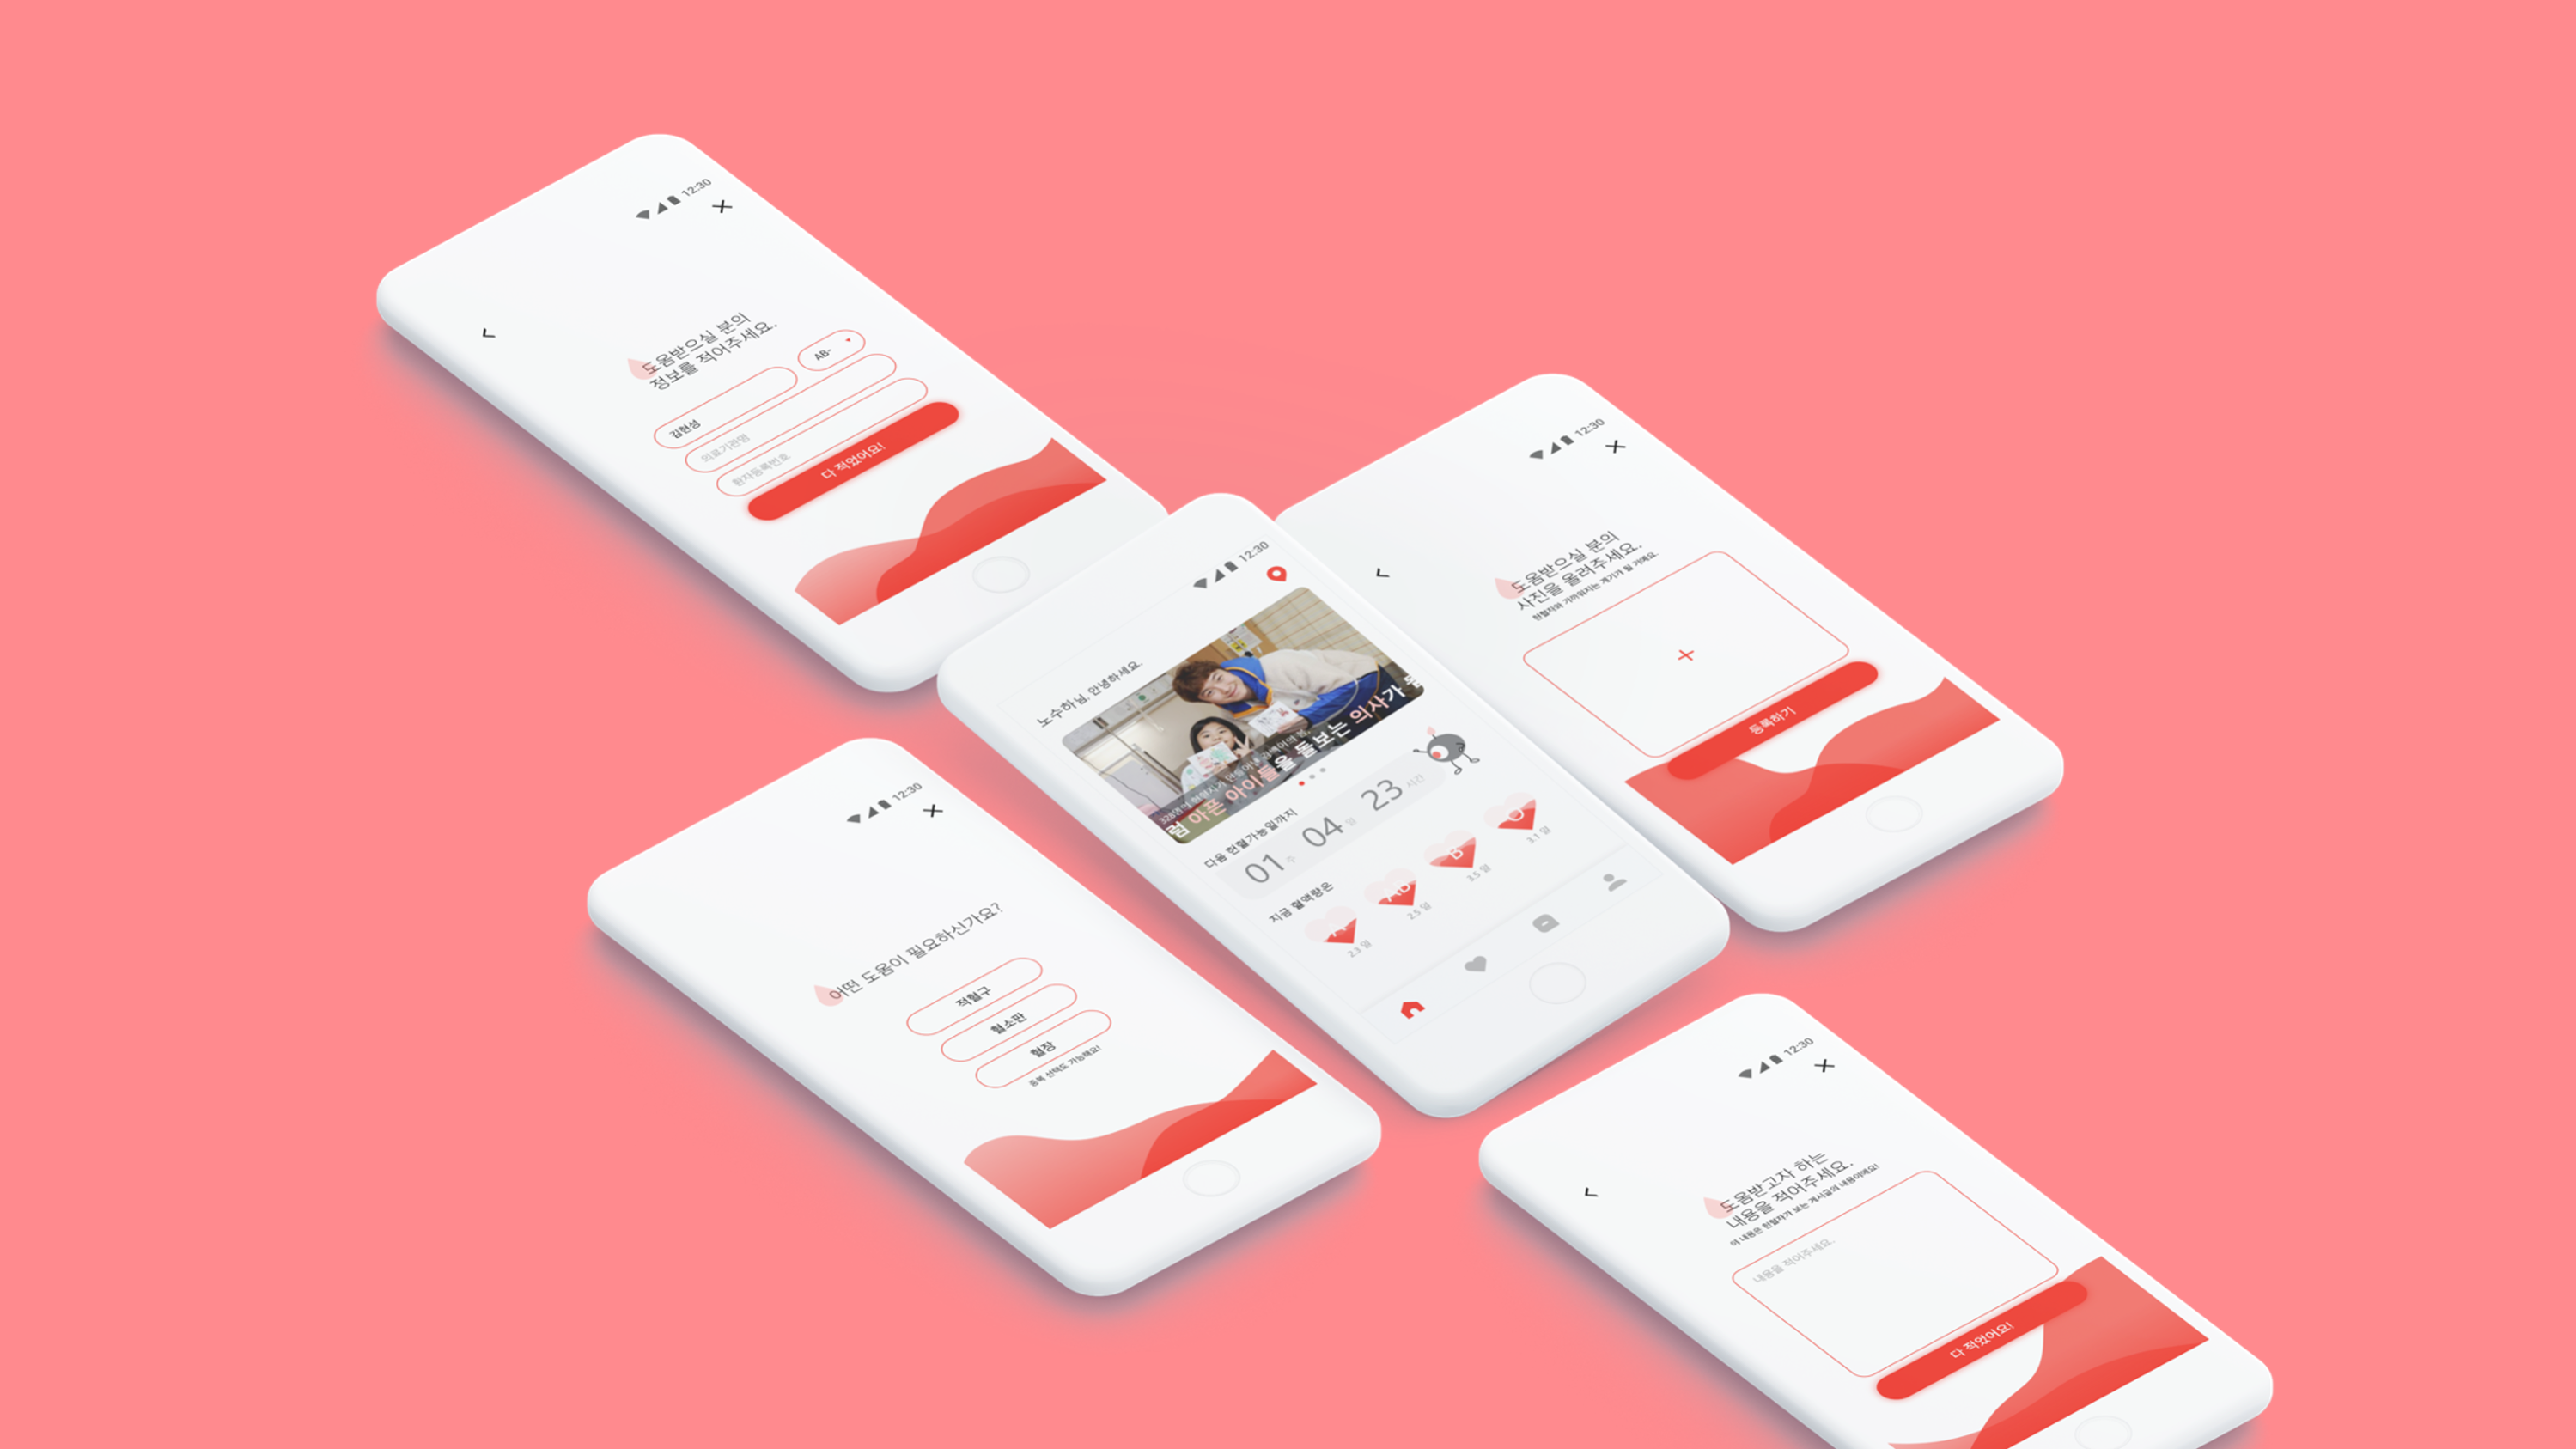 12:30
도움받으실 분의
정보를 적어주세요.
김현성
AB-
의료기관명
환자등록번호
다 적었어요!
12:30
도움받으실 분의
사진을 올려주세요.
헌혈자와 가까워지는 계기가 될 거예요.
등록하기
12:30
노수하님, 안녕하세요.
럼 아픈 아이들을 돌보는 의사가
다음 헌혈가능일까지
01 주 04 일 23 시간
지금 혈액량은
A AB B O
2.3 일 2.5 일 3.5 일 3.1 일
12:30
어떤 도움이 필요하신가요?
적혈구
혈소판
혈장
중복 선택도 가능해요!
12:30
도움받고자 하는
내용을 적어주세요.
이 내용은 헌혈자가 보는 게시글의 내용이에요!
내용을 적어주세요.
다 적었어요!